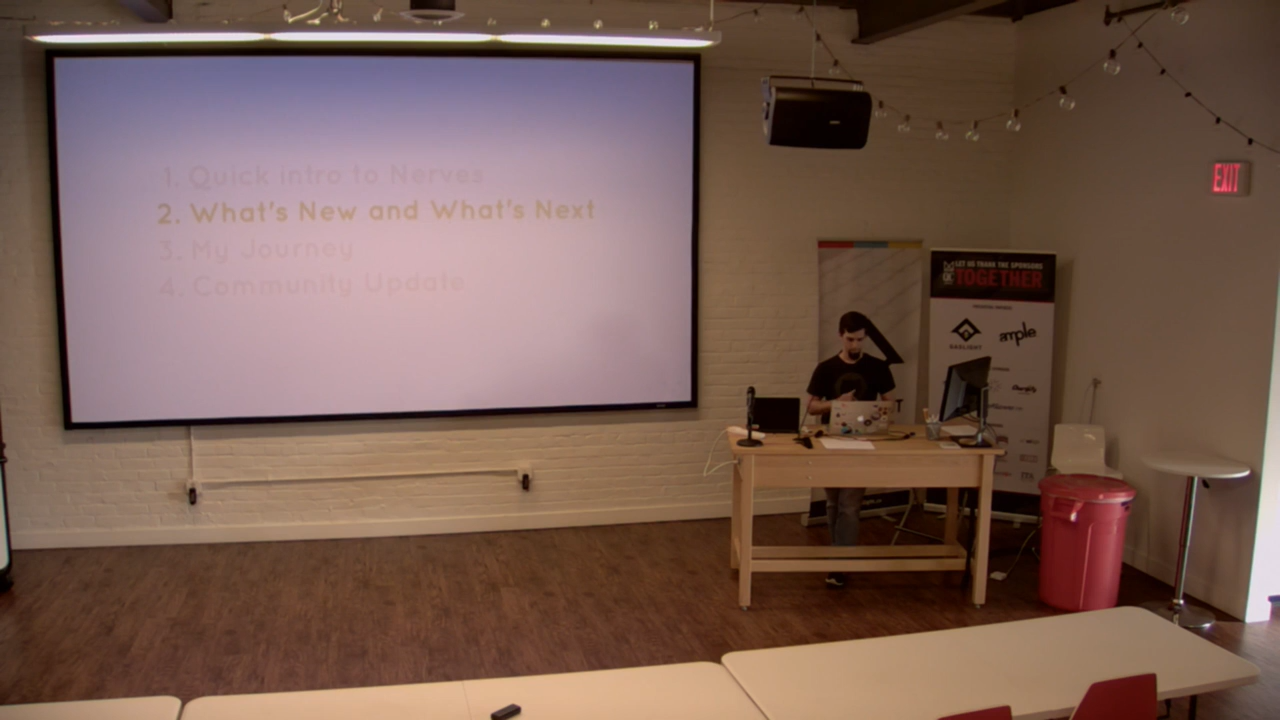 1. Quick intro to Nerves
2. What's New and What's Next
3. My Journey
4. Community Update
EXIT
LET US THANK THE SPONSORS
TOGETHER
GASLIGHT
ample